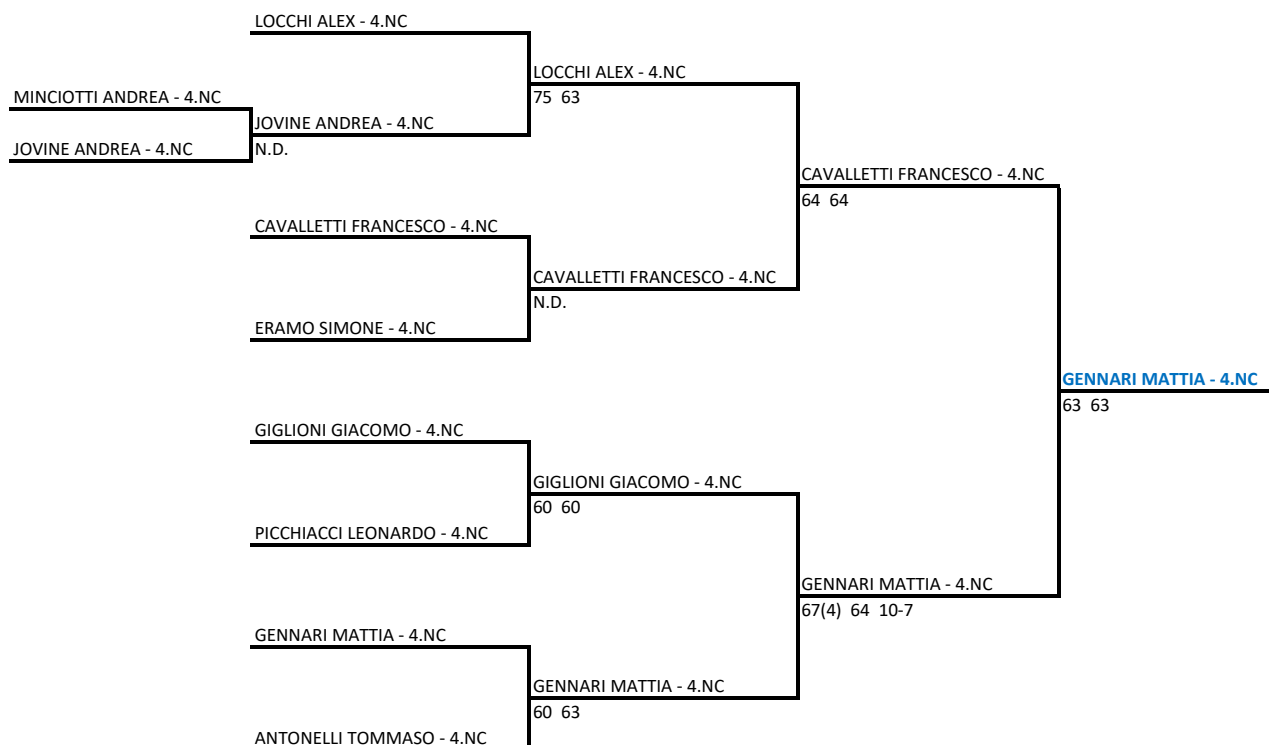 LOCCHI ALEX - 4.NC
LOCCHI ALEX - 4.NC
MINCIOTTI ANDREA - 4.NC
75 63
JOVINE ANDREA - 4.NC
JOVINE ANDREA - 4.NC
N.D.
CAVALLETTI FRANCESCO - 4.NC
64 64
CAVALLETTI FRANCESCO - 4.NC
CAVALLETTI FRANCESCO - 4.NC
N.D.
ERAMO SIMONE - 4.NC
GENNARI MATTIA - 4.NC
63 63
GIGLIONI GIACOMO - 4.NC
GIGLIONI GIACOMO - 4.NC
60 60
PICCHIACCI LEONARDO - 4.NC
GENNARI MATTIA - 4.NC
67(4) 64 10-7
GENNARI MATTIA - 4.NC
GENNARI MATTIA - 4.NC
60 63
ANTONELLI TOMMASO - 4.NC